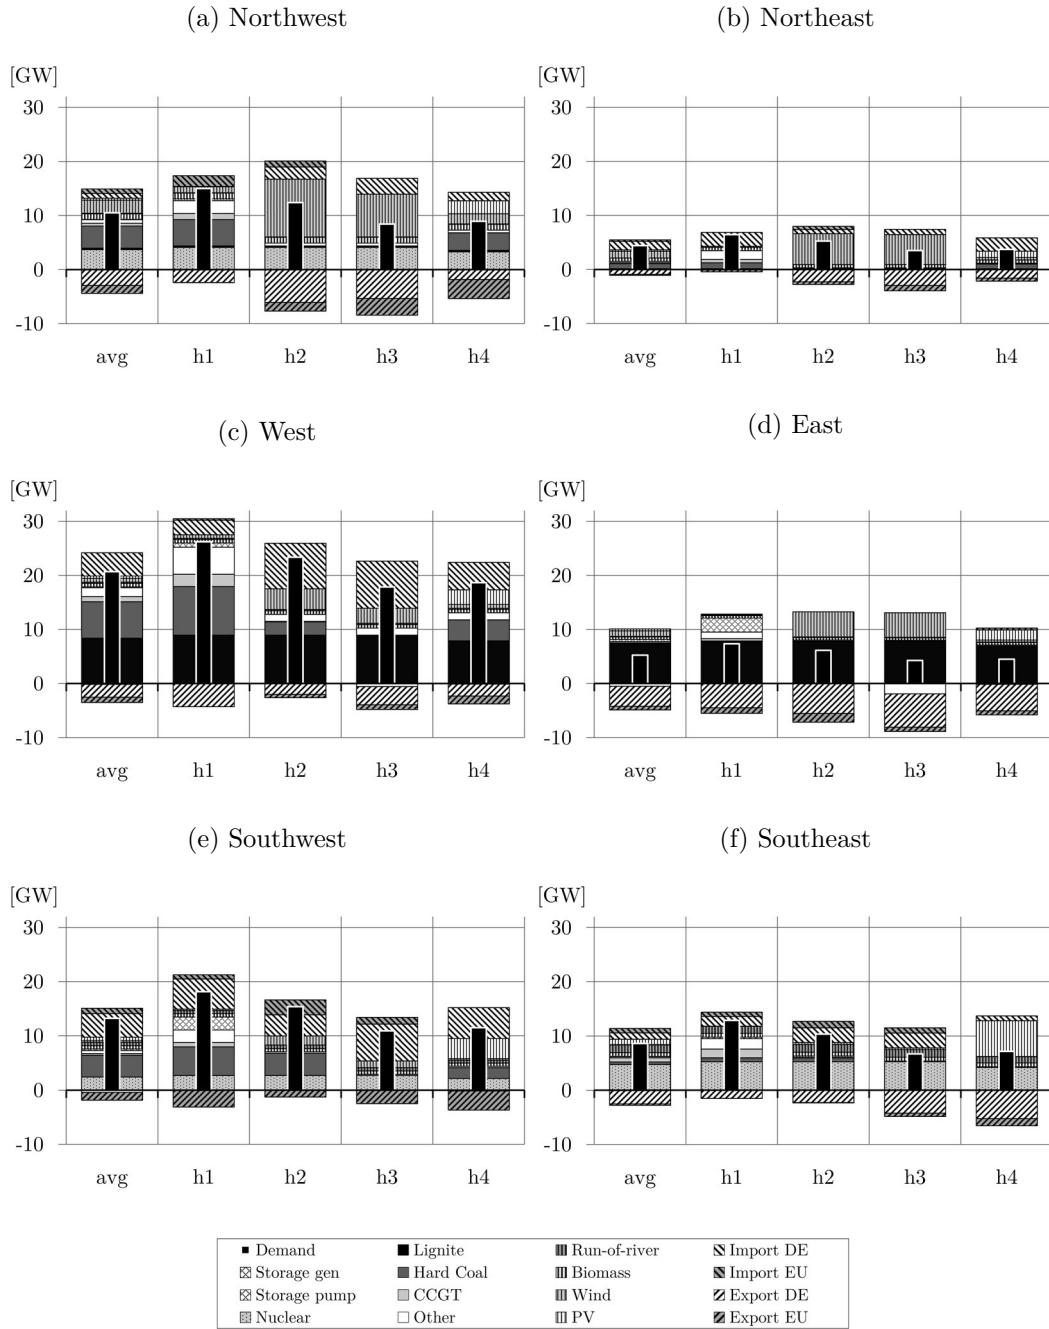 (a) Northwest (b) Northeast
[GW] [GW]
30 30
20 20
10 10
0 0
-10 -10
avg h1 h2 h3 h4 avg h1 h2 h3 h4
(c) West (d) East
[GW] [GW]
30 30
20 20
10 10
0 0
-10 -10
avg h1 h2 h3 h4 avg h1 h2 h3 h4
(e) Southwest (f) Southeast
[GW] [GW]
30 30
20 20
10 10
0 0
-10 -10
avg h1 h2 h3 h4 avg h1 h2 h3 h4
Demand Lignite Run-of-river Import DE
Storage gen Hard Coal Biomass Import EU
Storage pump CCGT Wind Export DE
Nuclear Other PV Export EU